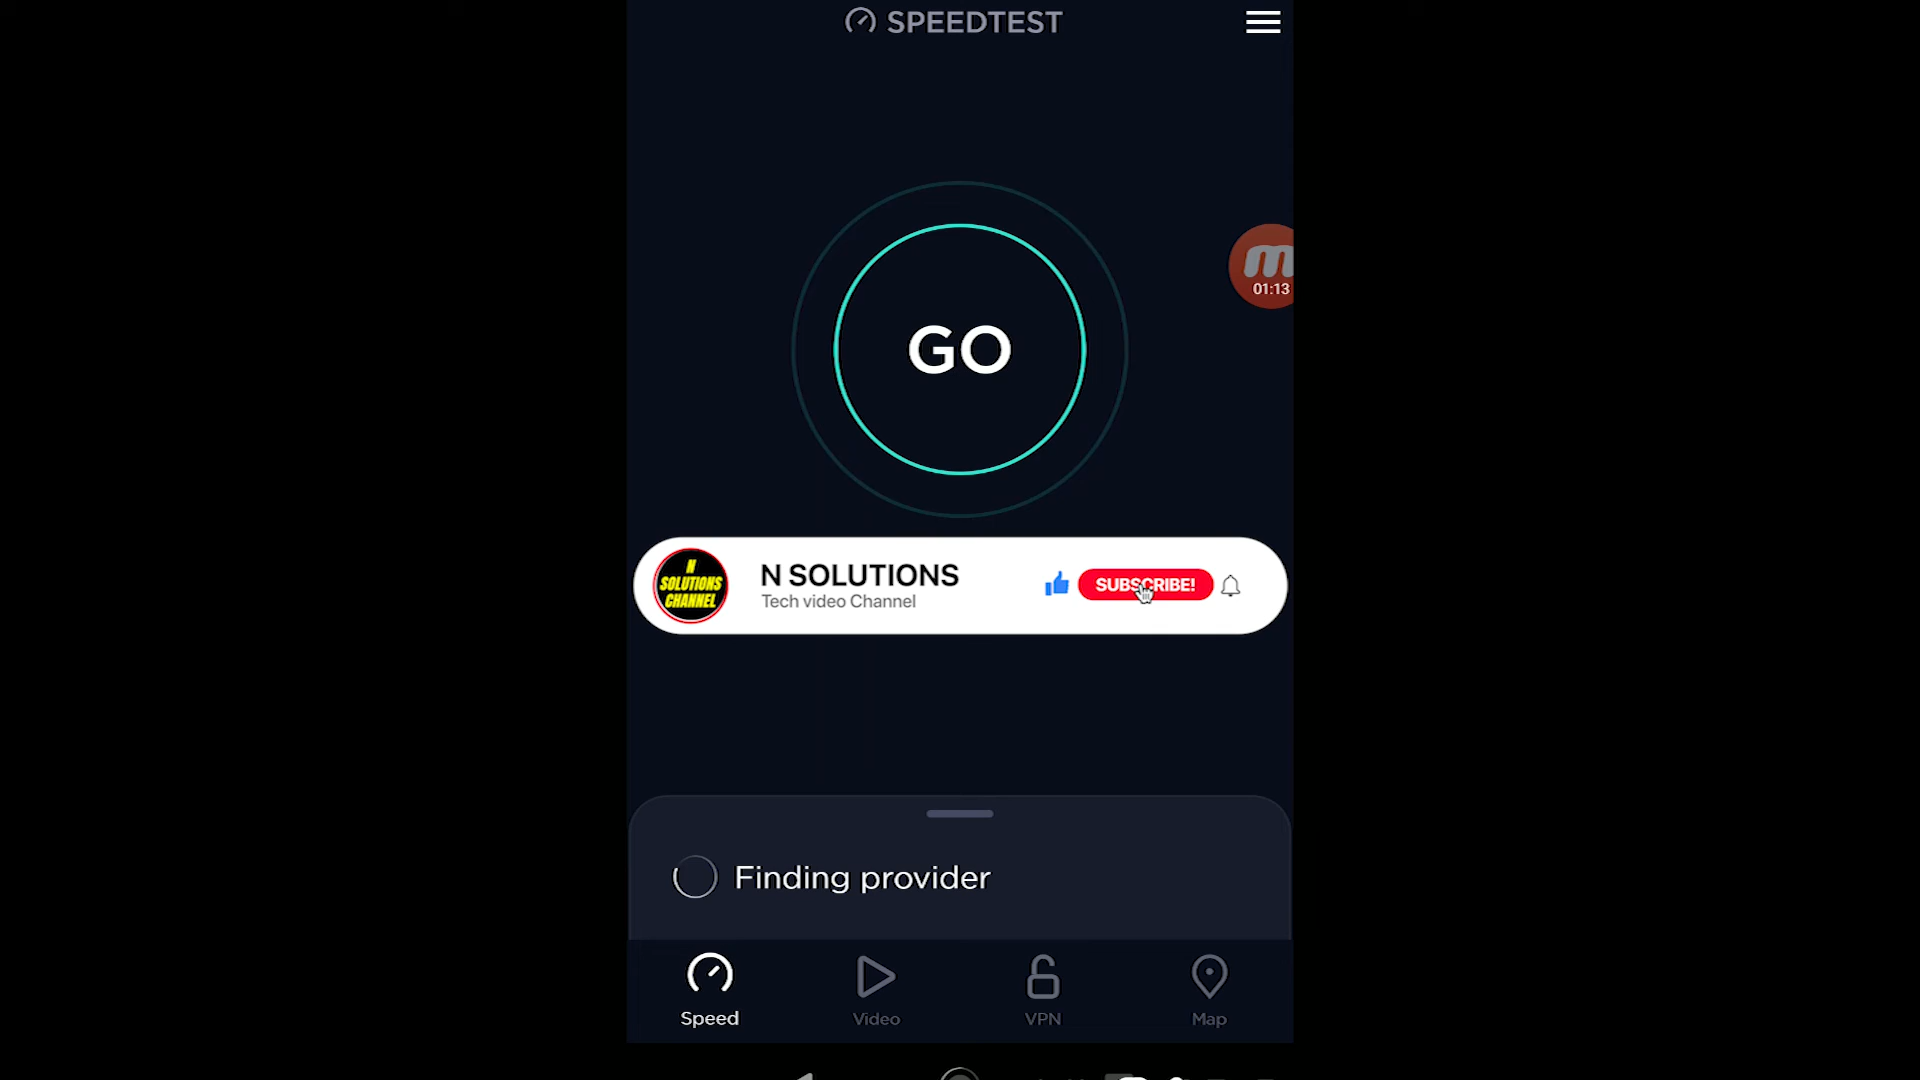 SPEEDTEST
GO
m
01:13
N
SOLUTIONS
CHANNEL
N SOLUTIONS
Tech video Channel
SUBSCRIBE!
Finding provider
Speed
Video
VPN
Map